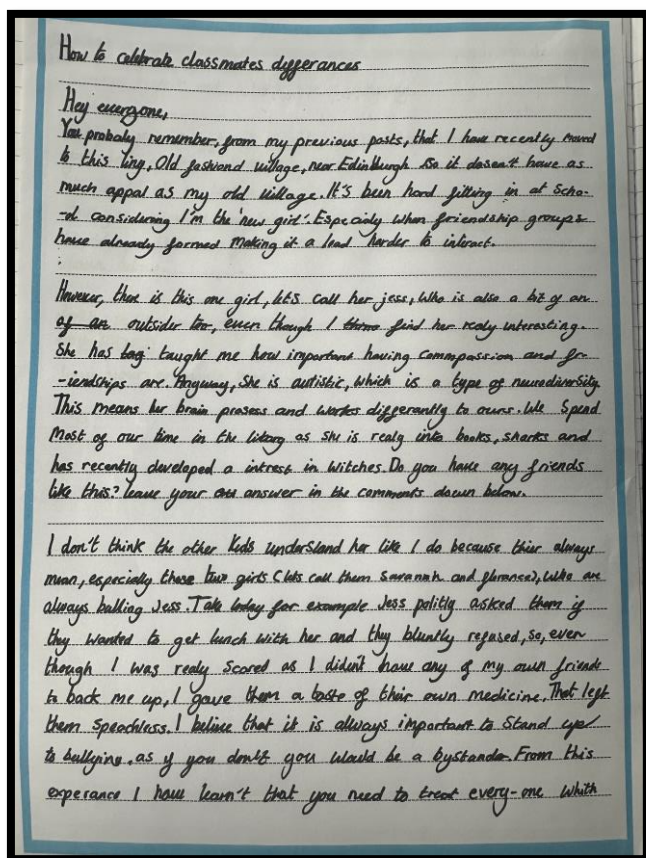 How to celebrate classmates differances
Hey everyone,
You probaly remember, from my previous posts, that I have recently moved
to this tiny, Old fashiond village, near Edinburgh so it dosen't have as
much appal as my old village. It's been hard fitting in at Scho-
-ol considering I'm the 'new girl'. Especialy when friendship groups
have already formed making it a lead harder to interact.
However, ther is this one girl, lets call her jess, Who is also a bit of an
of an outsider too, even though I find her realy interesting.
She has taught me how important having commpassion and fr-
-iendships are. Anyway, She is autistic, which is a type of neurodiversity.
This means her brain prosess and works differantly to ours. We Spend
Most of our time in the libary as she is realy into books, sharks and
has recently developed a intrest in Witches. Do you have any friends
like this? leave your answer in the comments down below.
I don't think the other Kids understand her like I do because thier always
mean, especially these two girls (lets call them Savannah and florance), Who are
always bulling Jess. Take today for example Jess politly asked them if
they Wanted to get lunch with her and they bluntly refused, so, even
though I was realy Scared as I didin't have any of my own friends
to back me up, I gave them a taste of their own medicine. That left
them speachless. I belive that it is allways important to Stand up
to bullying, as if you dont you Would be a bystander. From this
experance I have learn't that you need to treat every-one Whith